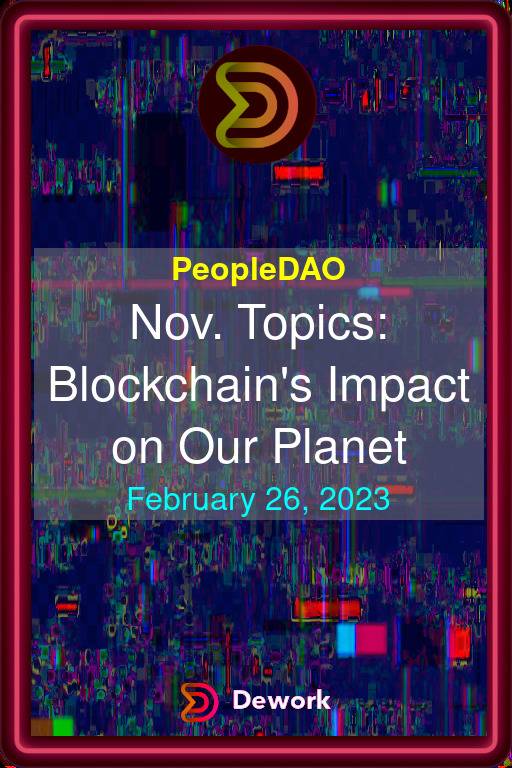 PeopleDAO
Nov. Topics:
Blockchain's Impact
on Our Planet
February 26, 2023
Dework